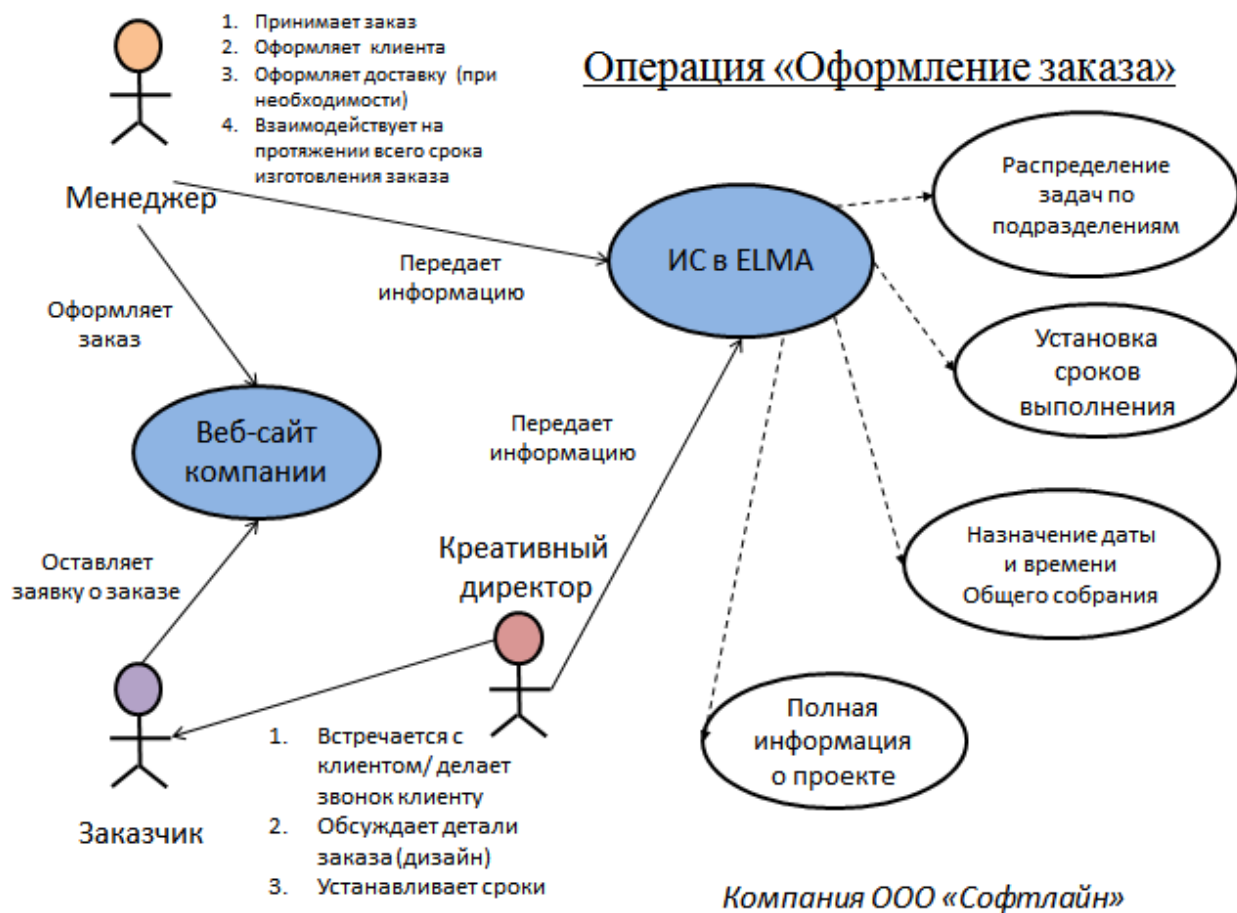 1. Принимает заказ
2. Оформляет клиента
3. Оформляет доставку (при
необходимости)
4. Взаимодействует на
протяжении всего срока
изготовления заказа
Операция «Оформление заказа»
Менеджер
Распределение
задач по
подразделениям
ИС в ELMA
Передает
информацию
Оформляет
заказ
Установка
сроков
выполнения
Веб-сайт
компании
Передает
информацию
Назначение даты
и времени
Общего собрания
Оставляет
заявку о заказе
Креативный
директор
Полная
информация
о проекте
Заказчик
1. Встречается с
клиентом/ делает
звонок клиенту
2. Обсуждает детали
заказа(дизайн)
3. Устанавливает сроки
Компания ООО «Софтлайн»